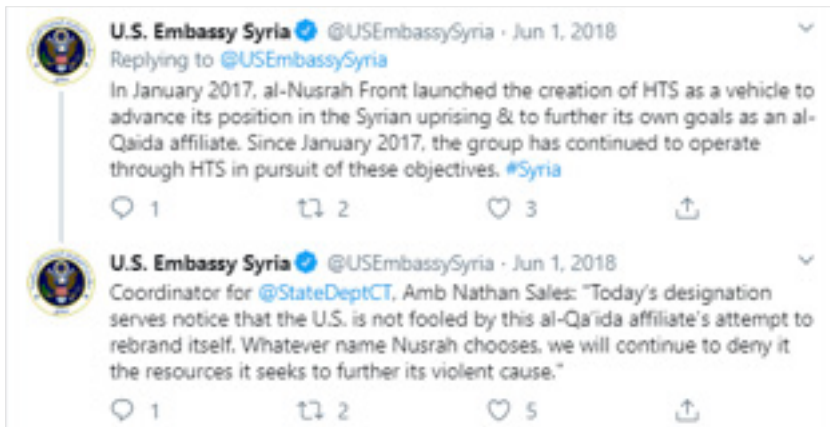 U.S. Embassy Syria @USEmbassySyria · Jun 1, 2018
Replying to @USEmbassySyria
In January 2017, al-Nusrah Front launched the creation of HTS as a vehicle to
advance its position in the Syrian uprising & to further its own goals as an al-
Qaida affiliate. Since January 2017, the group has continued to operate
through HTS in pursuit of these objectives. #Syria
1 2 3
U.S. Embassy Syria @USEmbassySyria · Jun 1, 2018
Coordinator for @StateDeptCT, Amb Nathan Sales: "Today's designation
serves notice that the U.S. is not fooled by this al-Qa'ida affiliate's attempt to
rebrand itself. Whatever name Nusrah chooses, we will continue to deny it
the resources it seeks to further its violent cause."
1 2 5